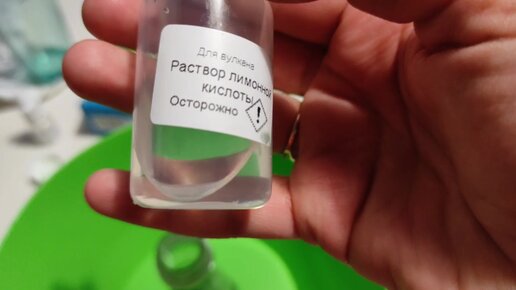 Для вулкана
Раствор лимонной
кислоты
Осторожно